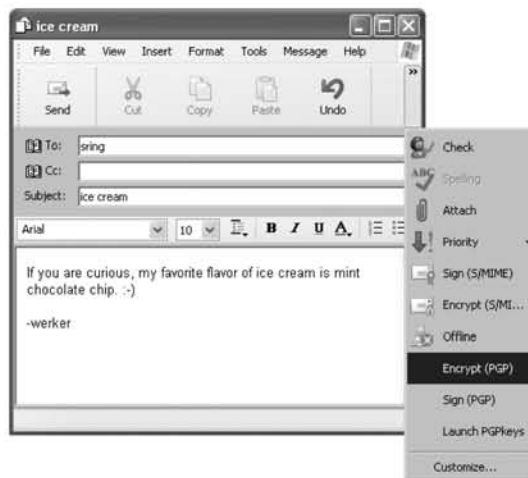 ice cream
File Edit View Insert Format Tools Message Help
Send Cut Copy Paste Undo
To: sring
Cc:
Subject: ice cream
Arial 10 B I U A
If you are curious, my favorite flavor of ice cream is mint
chocolate chip. :-)
-werker
Check
ABC Spelling
Attach
Priority
Sign (S/MIME)
Encrypt (S/MI...
Offline
Encrypt (PGP)
Sign (PGP)
Launch PGPkeys
Customize...